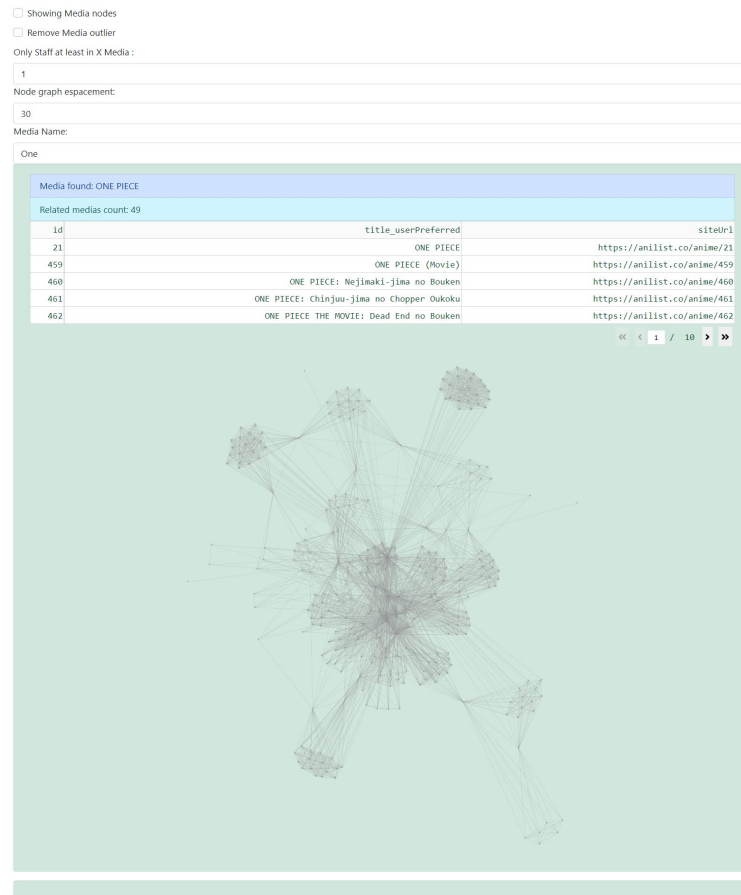 Showing Media nodes
Remove Media outlier
Only Staff at least in X Media :
1
Node graph espacement:
30
Media Name:
One
Media found: ONE PIECE
Related medias count: 49
id title_userPreferred siteUrl
21 ONE PIECE https://anilist.co/anime/21
459 ONE PIECE (Movie) https://anilist.co/anime/459
460 ONE PIECE: Nejimaki-jima no Bouken https://anilist.co/anime/460
461 ONE PIECE: Chinjuu-jima no Chopper Oukoku https://anilist.co/anime/461
462 ONE PIECE THE MOVIE: Dead End no Bouken https://anilist.co/anime/462
« ‹ 1 / 10 › »